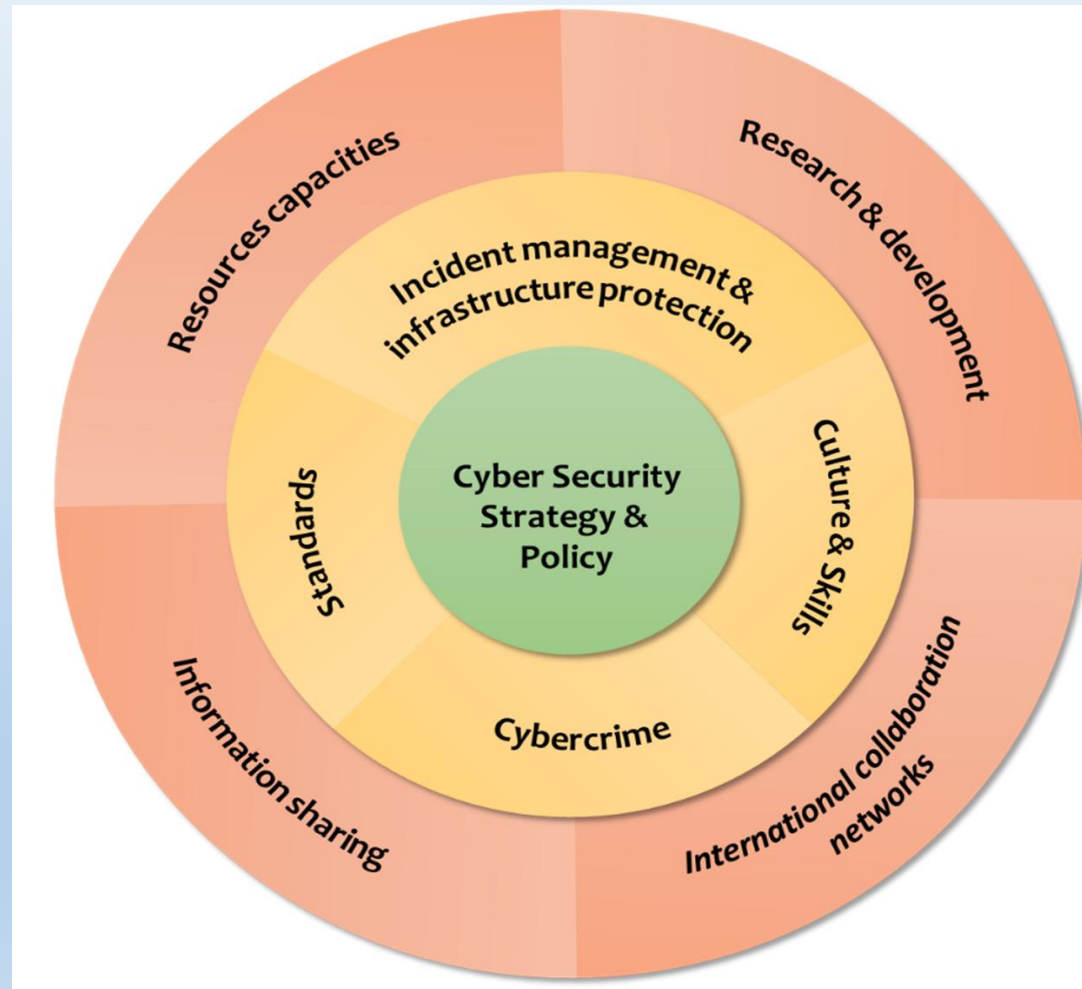 Resources capacities
Research & development
Incident management &
infrastructure protection
Standards
Cyber Security
Strategy &
Policy
Culture & Skills
Cybercrime
Information sharing
International collaboration
networks